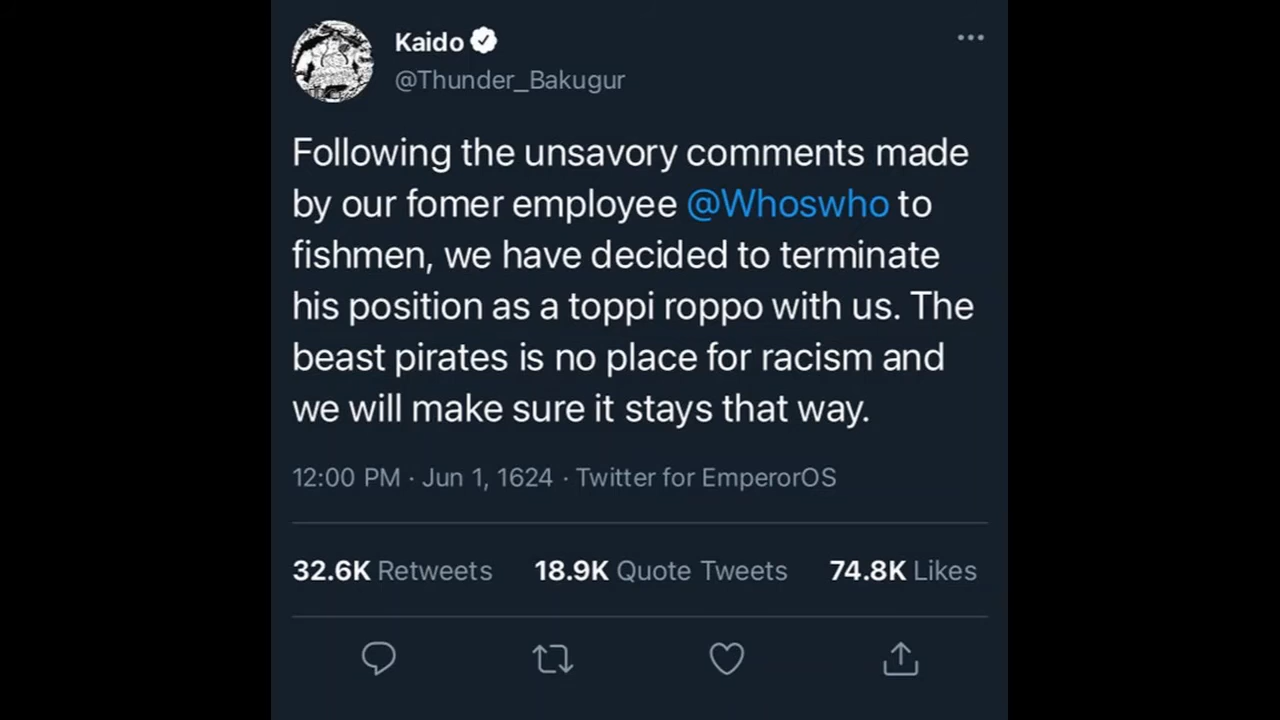 Kaido
@Thunder_Bakugur
Following the unsavory comments made
by our fomer employee @Whoswho to
fishmen, we have decided to terminate
his position as a toppi roppo with us. The
beast pirates is no place for racism and
we will make sure it stays that way.
12:00 PM · Jun 1, 1624 · Twitter for EmperorOS
32.6K Retweets 18.9K Quote Tweets 74.8K Likes